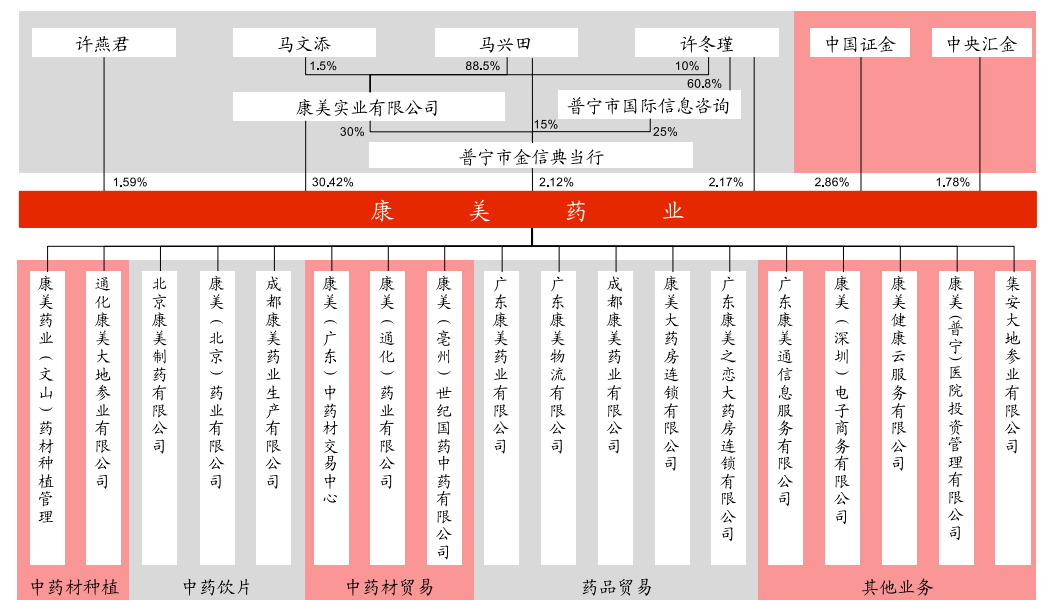 许燕君
马文添
马兴田
许冬瑾
中国证金
中央汇金
1.5%
88.5%
10%
60.8%
康美实业有限公司
普宁市国际信息咨询
30%
15%
25%
普宁市金信典当行
1.59%
30.42%
2.12%
2.17%
2.86%
1.78%
康美药业
康美药业（文山）药材种植管理
通化康美大地参业有限公司
北京康美制药有限公司
康美（北京）药业有限公司
成都康美药业生产有限公司
康美（广东）中药材交易中心
康美（通化）药业有限公司
康美（亳州）世纪国药中药有限公司
广东康美药业有限公司
广东康美物流有限公司
成都康美药业有限公司
康美大药房连锁有限公司
广东康美之恋大药房连锁有限公司
广东康美通信息服务有限公司
康美（深圳）电子商务有限公司
康美健康云服务有限公司
康美(普宁)医院投资管理有限公司
集安大地参业有限公司
中药材种植
中药饮片
中药材贸易
药品贸易
其他业务